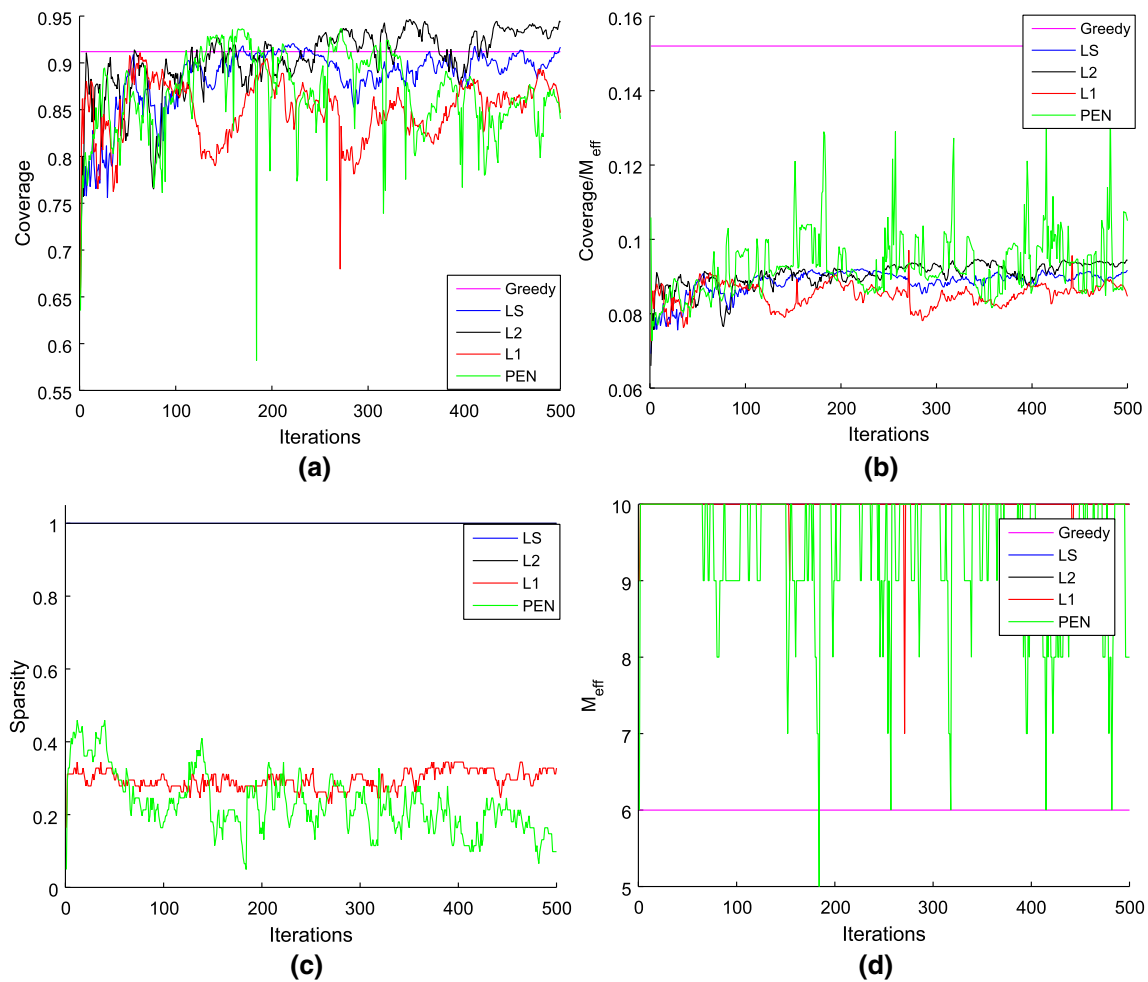 0.95
0.9
0.85
0.8
0.75
0.7
0.65
0.6
0.55
Coverage
0 100 200 300 400 500
Iterations
Greedy
LS
L2
L1
PEN
(a)
0.16
0.14
0.12
0.1
0.08
0.06
Coverage/M_eff
0 100 200 300 400 500
Iterations
Greedy
LS
L2
L1
PEN
(b)
1
0.8
0.6
0.4
0.2
0
Sparsity
0 100 200 300 400 500
Iterations
LS
L2
L1
PEN
(c)
10
9
8
7
6
5
M_eff
0 100 200 300 400 500
Iterations
Greedy
LS
L2
L1
PEN
(d)